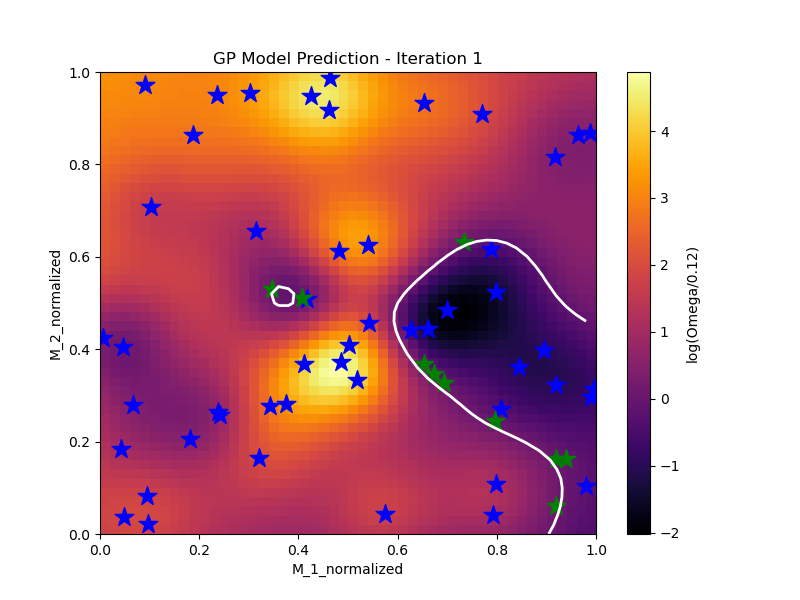 GP Model Prediction - Iteration 1
1.0
0.8
0.6
0.4
0.2
0.0
M_2_normalized
0.0 0.2 0.4 0.6 0.8 1.0
M_1_normalized
4
3
2
1
0
−1
−2
log(Omega/0.12)